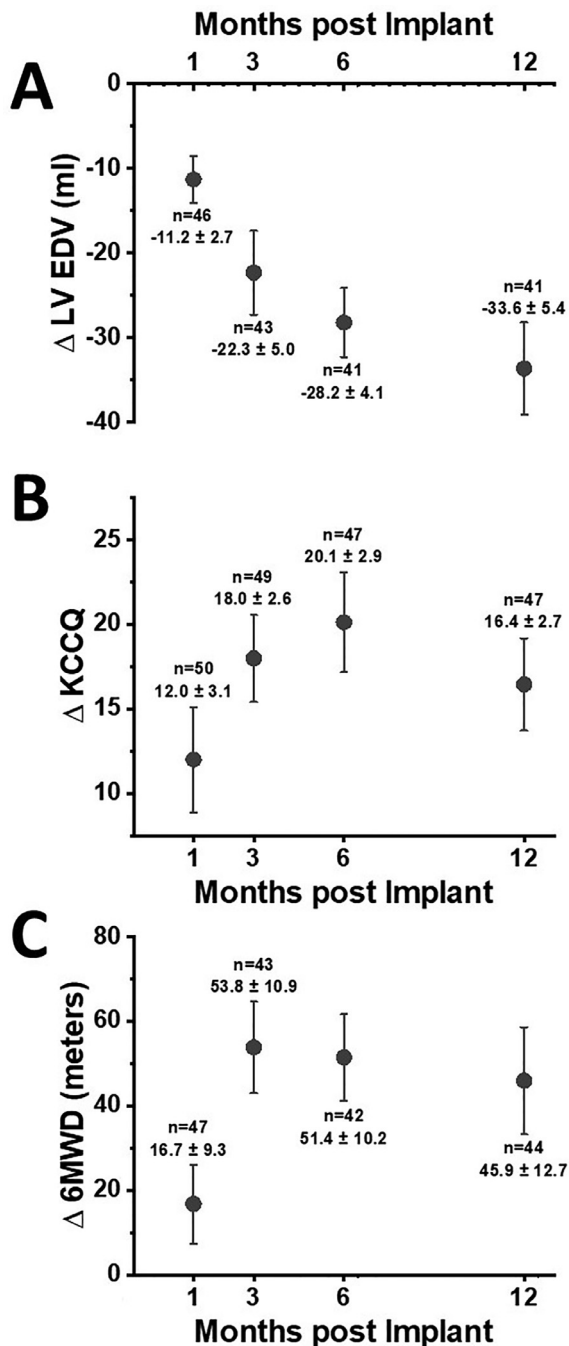 Months post Implant
1 3 6 12
A
Δ LV EDV (ml)
0
-10
-20
-30
-40
n=46
-11.2 ± 2.7
n=43
-22.3 ± 5.0
n=41
-28.2 ± 4.1
n=41
-33.6 ± 5.4
B
Δ KCCQ
25
20
15
10
n=50
12.0 ± 3.1
n=49
18.0 ± 2.6
n=47
20.1 ± 2.9
n=47
16.4 ± 2.7
1 3 6 12
Months post Implant
C
Δ 6MWD (meters)
80
60
40
20
0
n=47
16.7 ± 9.3
n=43
53.8 ± 10.9
n=42
51.4 ± 10.2
n=44
45.9 ± 12.7
1 3 6 12
Months post Implant